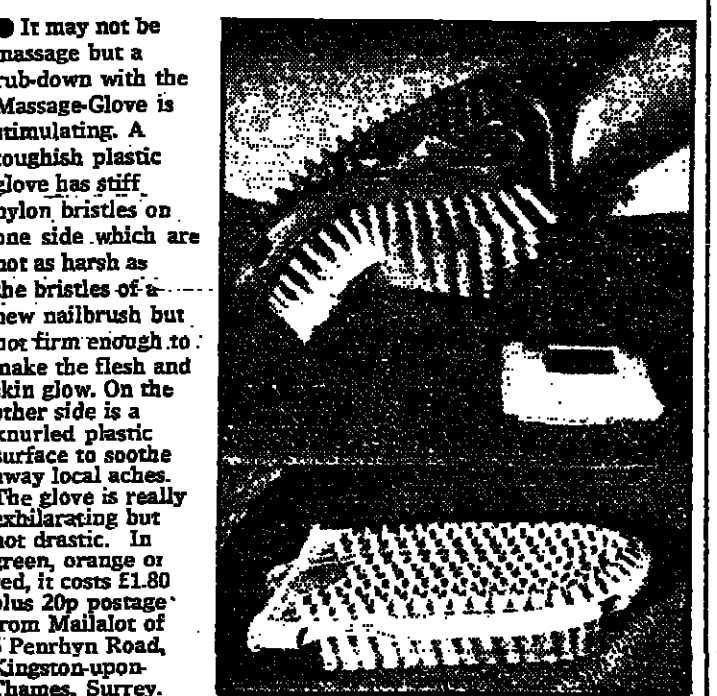 ● It may not be
massage but a
rub-down with the
Massage-Glove is
stimulating. A
toughish plastic
glove has stiff
nylon bristles on
one side which are
not as harsh as
the bristles of a
new nailbrush but
not firm enough to
make the flesh and
skin glow. On the
other side is a
knurled plastic
surface to soothe
away local aches.
The glove is really
exhilarating but
not drastic. In
green, orange or
red, it costs £1.80
plus 20p postage
from Mailalot of
Penrhyn Road,
Kingston-upon-
Thames, Surrey.